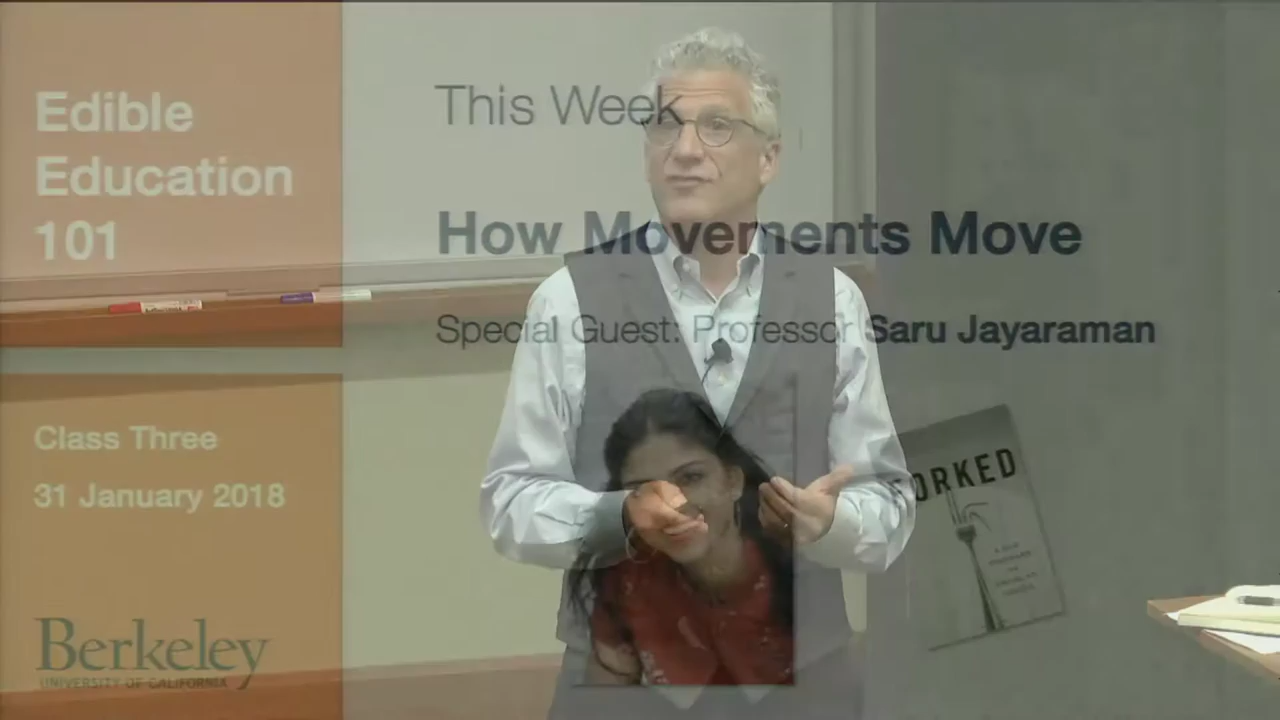 Edible
Education
101
This Week
How Movements Move
Special Guest: Professor Saru Jayaraman
Class Three
31 January 2018
FORKED
Berkeley
UNIVERSITY OF CALIFORNIA